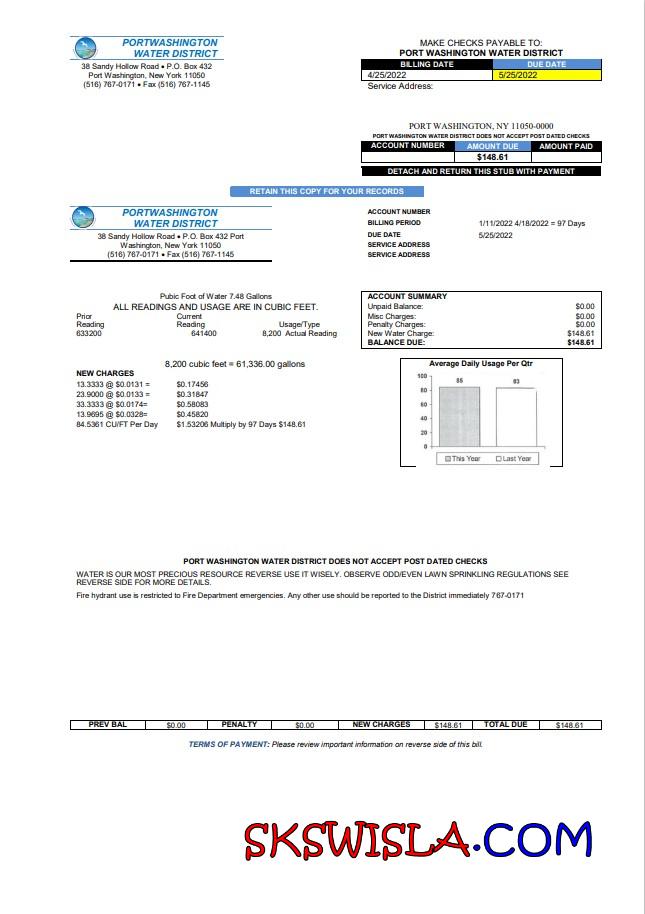 PORTWASHINGTON
WATER DISTRICT
38 Sandy Hollow Road • P.O. Box 432
Port Washington, New York 11050
(516) 767-0171 • Fax (516) 767-1145
MAKE CHECKS PAYABLE TO:
PORT WASHINGTON WATER DISTRICT
BILLING DATE DUE DATE
4/25/2022 5/25/2022
Service Address:
PORT WASHINGTON, NY 11050-0000
PORT WASHINGTON WATER DISTRICT DOES NOT ACCEPT POST DATED CHECKS
ACCOUNT NUMBER AMOUNT DUE AMOUNT PAID
$148.61
DETACH AND RETURN THIS STUB WITH PAYMENT
RETAIN THIS COPY FOR YOUR RECORDS
PORTWASHINGTON
WATER DISTRICT
38 Sandy Hollow Road • P.O. Box 432 Port
Washington, New York 11050
(516) 767-0171 • Fax (516) 767-1145
ACCOUNT NUMBER
BILLING PERIOD 1/11/2022 4/18/2022 = 97 Days
DUE DATE 5/25/2022
SERVICE ADDRESS
SERVICE ADDRESS
Pubic Foot of Water 7.48 Gallons
ALL READINGS AND USAGE ARE IN CUBIC FEET.
Prior Current
Reading Reading Usage/Type
633200 641400 8,200 Actual Reading
8,200 cubic feet = 61,336.00 gallons
NEW CHARGES
13.3333 @ $0.0131 = $0.17456
23.9000 @ $0.0133 = $0.31847
33.3333 @ $0.0174= $0.58083
13.9695 @ $0.0328= $0.45820
84.5361 CU/FT Per Day $1.53206 Multiply by 97 Days $148.61
ACCOUNT SUMMARY
Unpaid Balance: $0.00
Misc Charges: $0.00
Penalty Charges: $0.00
New Water Charge: $148.61
BALANCE DUE: $148.61
Average Daily Usage Per Qtr
100
80
60
40
20
0
85 83
This Year Last Year
PORT WASHINGTON WATER DISTRICT DOES NOT ACCEPT POST DATED CHECKS
WATER IS OUR MOST PRECIOUS RESOURCE REVERSE USE IT WISELY. OBSERVE ODD/EVEN LAWN SPRINKLING REGULATIONS SEE
REVERSE SIDE FOR MORE DETAILS.
Fire hydrant use is restricted to Fire Department emergencies. Any other use should be reported to the District immediately 767-0171
PREV BAL $0.00 PENALTY $0.00 NEW CHARGES $148.61 TOTAL DUE $148.61
TERMS OF PAYMENT: Please review important information on reverse side of this bill.
SKSWISLA.COM